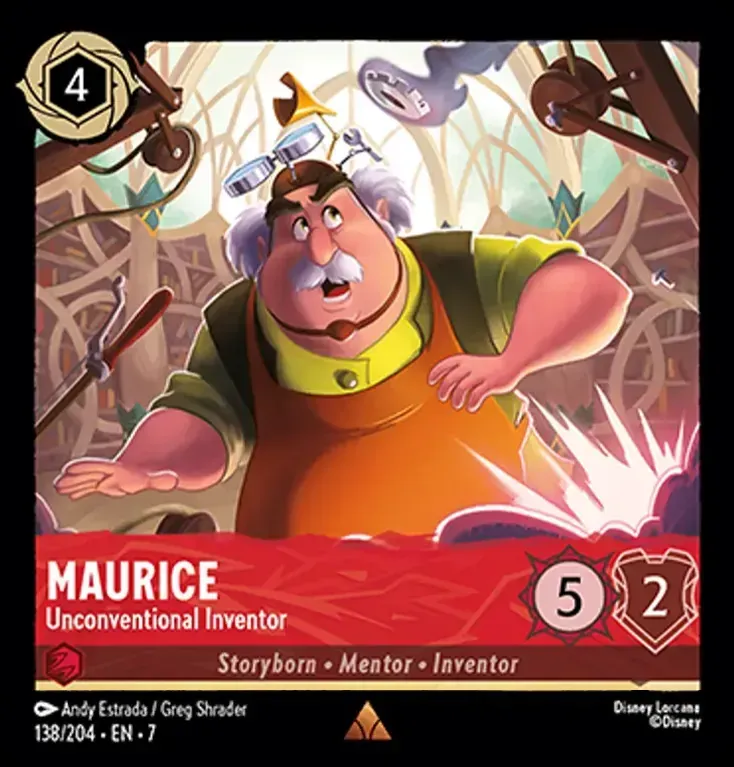 4
MAURICE
Unconventional Inventor
5
2
Storyborn • Mentor • Inventor
Andy Estrada / Greg Shrader
Disney Lorcana
138/204 • EN • 7
©Disney